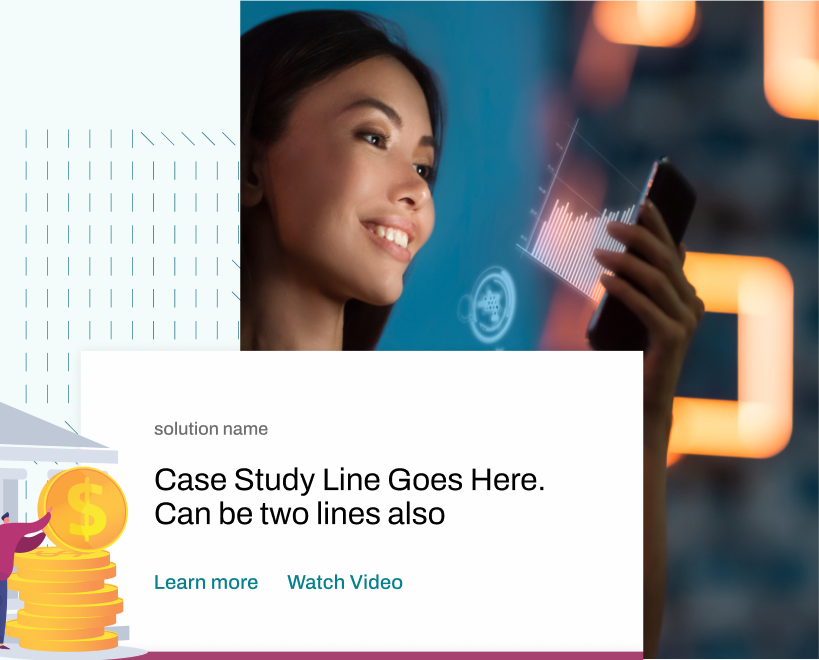 solution name
Case Study Line Goes Here.
Can be two lines also
Learn more
Watch Video